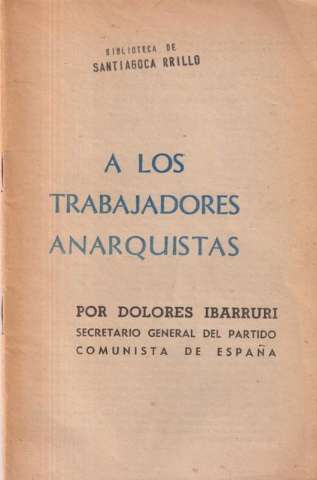 BIBLIOTECA DE
SANTIAGOCA RRILLO
A LOS
TRABAJADORES
ANARQUISTAS
POR DOLORES IBARRURI
SECRETARIO GENERAL DEL PARTIDO
COMUNISTA DE ESPAÑA